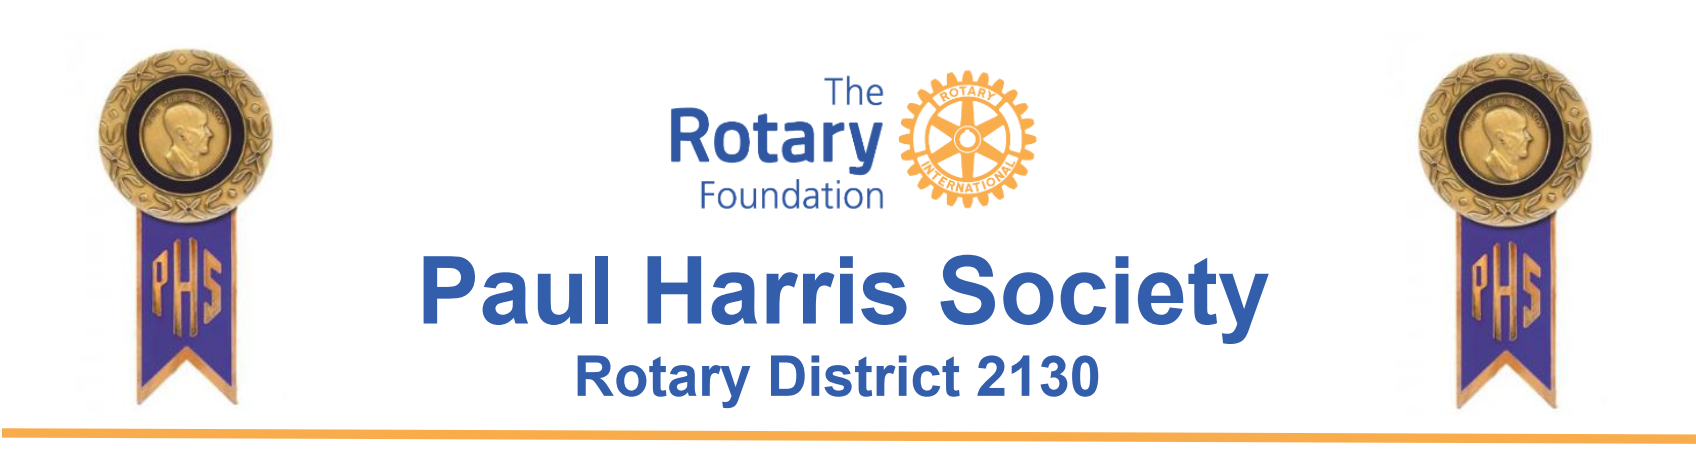 The
Rotary
Foundation
ROTARY
INTERNATIONAL
Paul Harris Society
Rotary District 2130
PHS
PHS